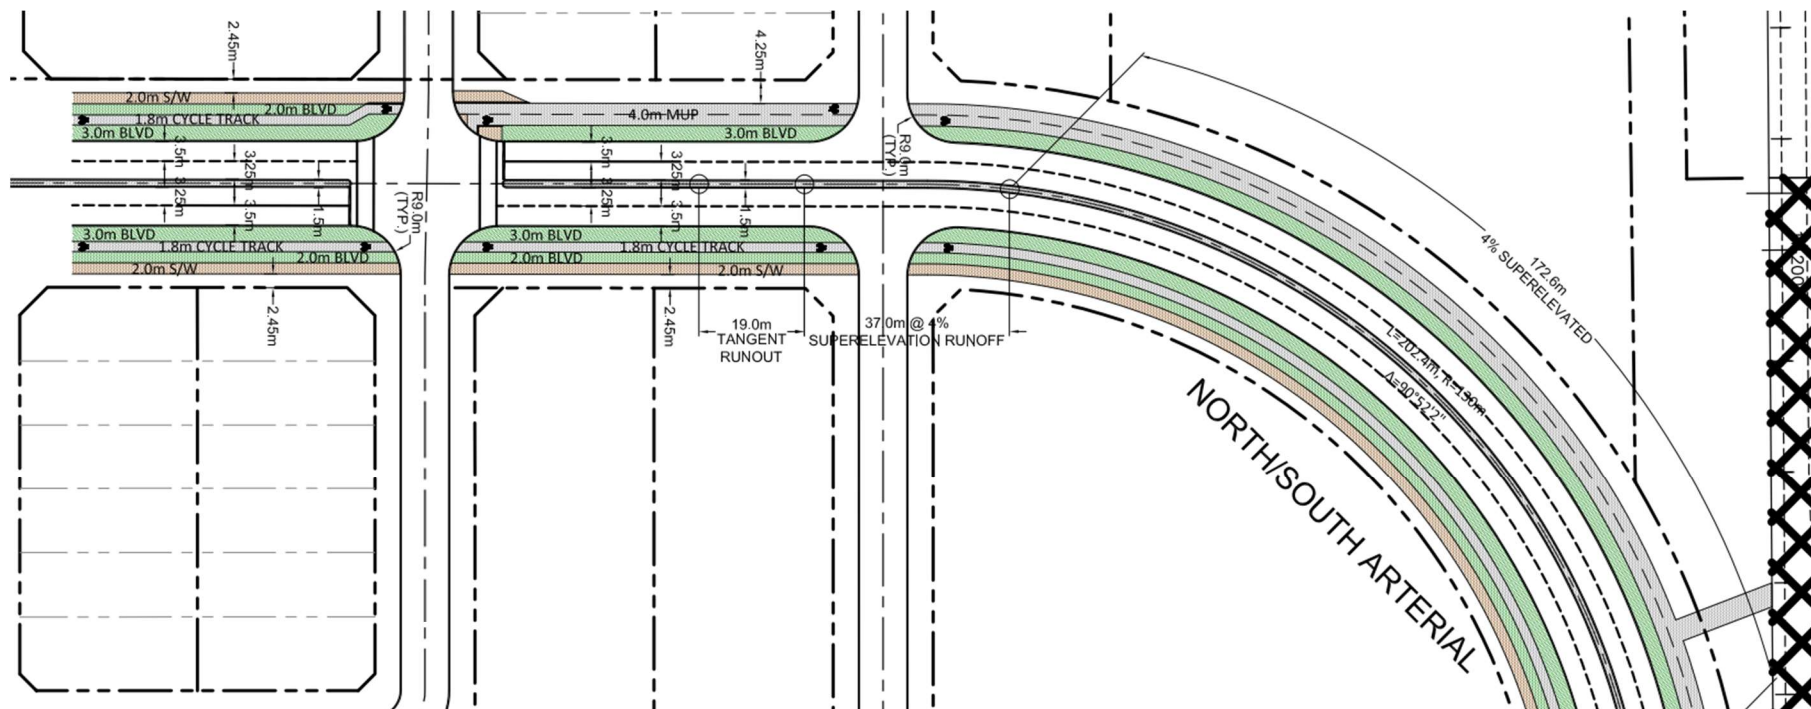 2.45m
4.25m
2.0m S/W
2.0m BLVD
1.8m CYCLE TRACK
3.0m BLVD
4.0m MUP
3.0m BLVD
3.5m
3.25m
3.25m
3.5m
1.5m
R9.0m
(TYP.)
3.5m
3.25m
3.25m
3.5m
1.5m
R9.0m
(TYP.)
3.0m BLVD
1.8m CYCLE TRACK
2.0m BLVD
2.0m S/W
3.0m BLVD
1.8m CYCLE TRACK
2.0m BLVD
2.0m S/W
2.45m
2.45m
19.0m
TANGENT
RUNOUT
37.0m @ 4%
SUPERELEVATION RUNOFF
172.6m
4% SUPERELEVATED
L=202.4m, R=130m
Δ=90°52'2"
NORTH/SOUTH ARTERIAL